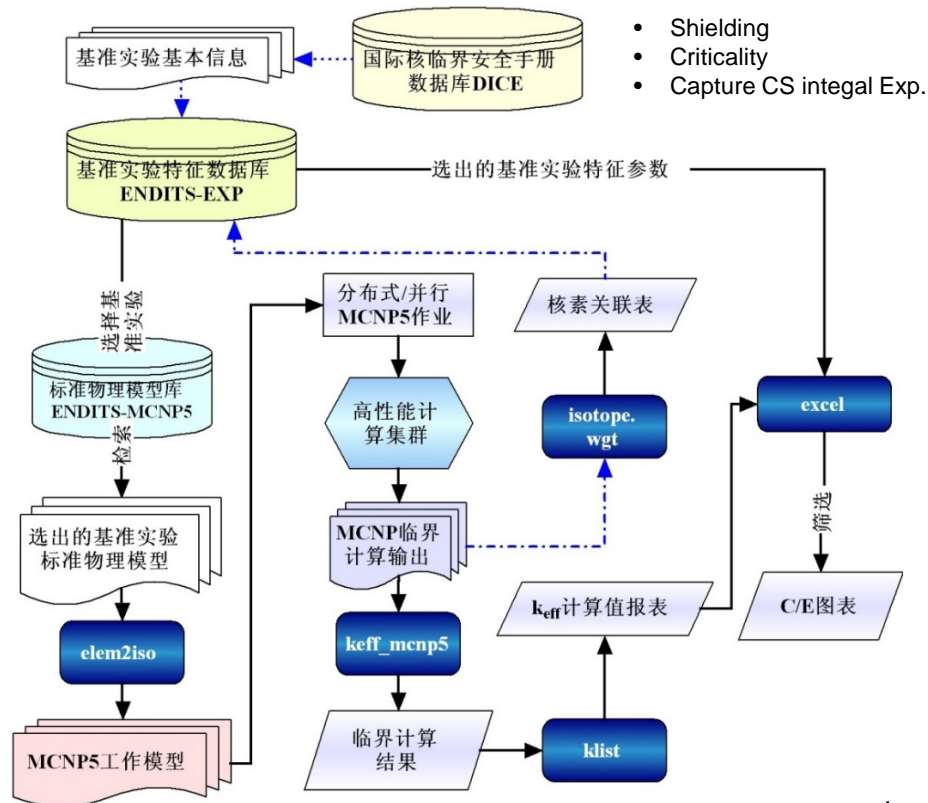 基准实验基本信息
国际核临界安全手册
数据库DICE
• Shielding
• Criticality
• Capture CS integal Exp.
基准实验特征数据库
ENDITS-EXP
选出的基准实验特征参数
选择基
准实验
分布式/并行
MCNP5作业
核素关联表
标准物理模型库
ENDITS-MCNP5
高性能计
算集群
isotope.
wgt
excel
检索
选出的基准实验
标准物理模型
MCNP临界
计算输出
筛选
keff计算值报表
C/E图表
elem2iso
keff_mcnp5
MCNP5工作模型
临界计算
结果
klist